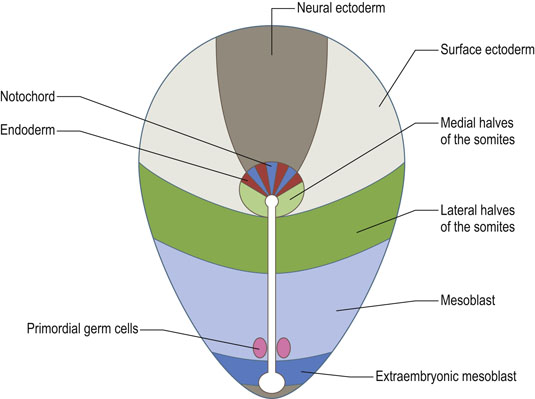 Neural ectoderm
Surface ectoderm
Notochord
Endoderm
Medial halves
of the somites
Lateral halves
of the somites
Mesoblast
Primordial germ cells
Extraembryonic mesoblast